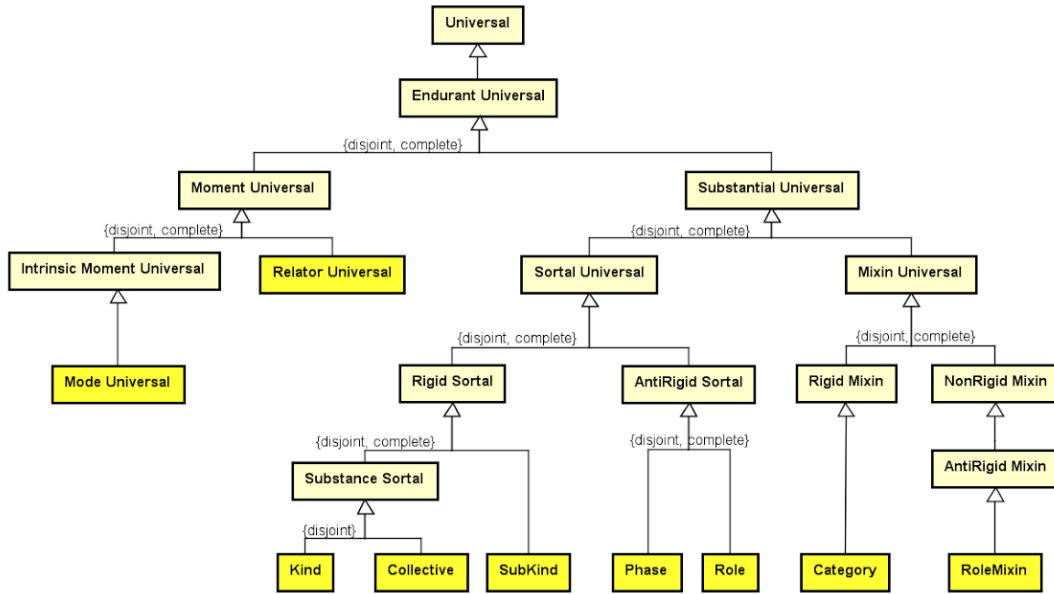 Universal
Endurant Universal
{disjoint, complete}
Moment Universal
Substantial Universal
{disjoint, complete}
{disjoint, complete}
Intrinsic Moment Universal
Relator Universal
Sortal Universal
Mixin Universal
{disjoint, complete}
{disjoint, complete}
Mode Universal
Rigid Sortal
AntiRigid Sortal
Rigid Mixin
NonRigid Mixin
{disjoint, complete}
{disjoint, complete}
Substance Sortal
AntiRigid Mixin
{disjoint}
Kind
Collective
SubKind
Phase
Role
Category
RoleMixin